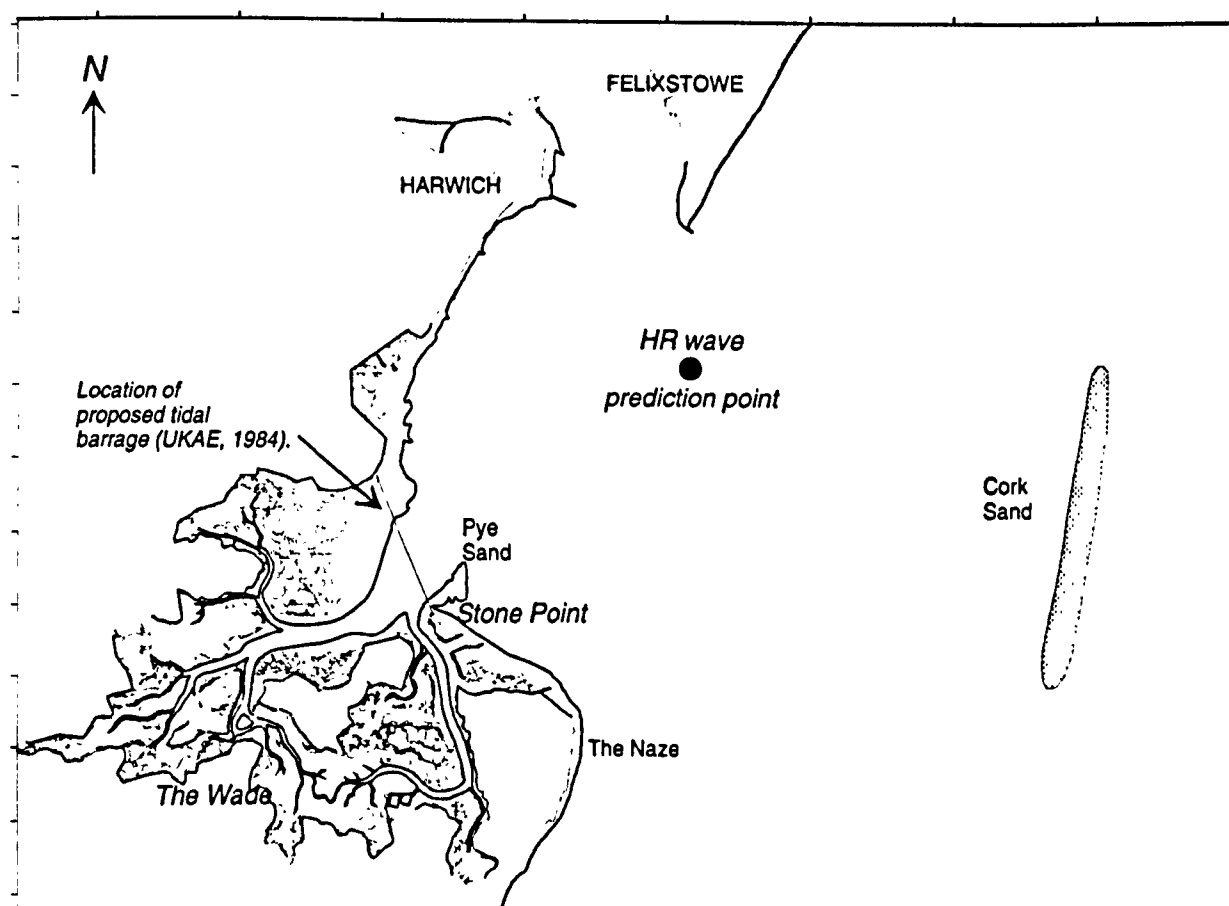 N
FELIXSTOWE
HARWICH
HR wave
prediction point
Location of
proposed tidal
barrage (UKAE, 1984).
Cork
Sand
Pye
Sand
Stone Point
The Naze
The Wade